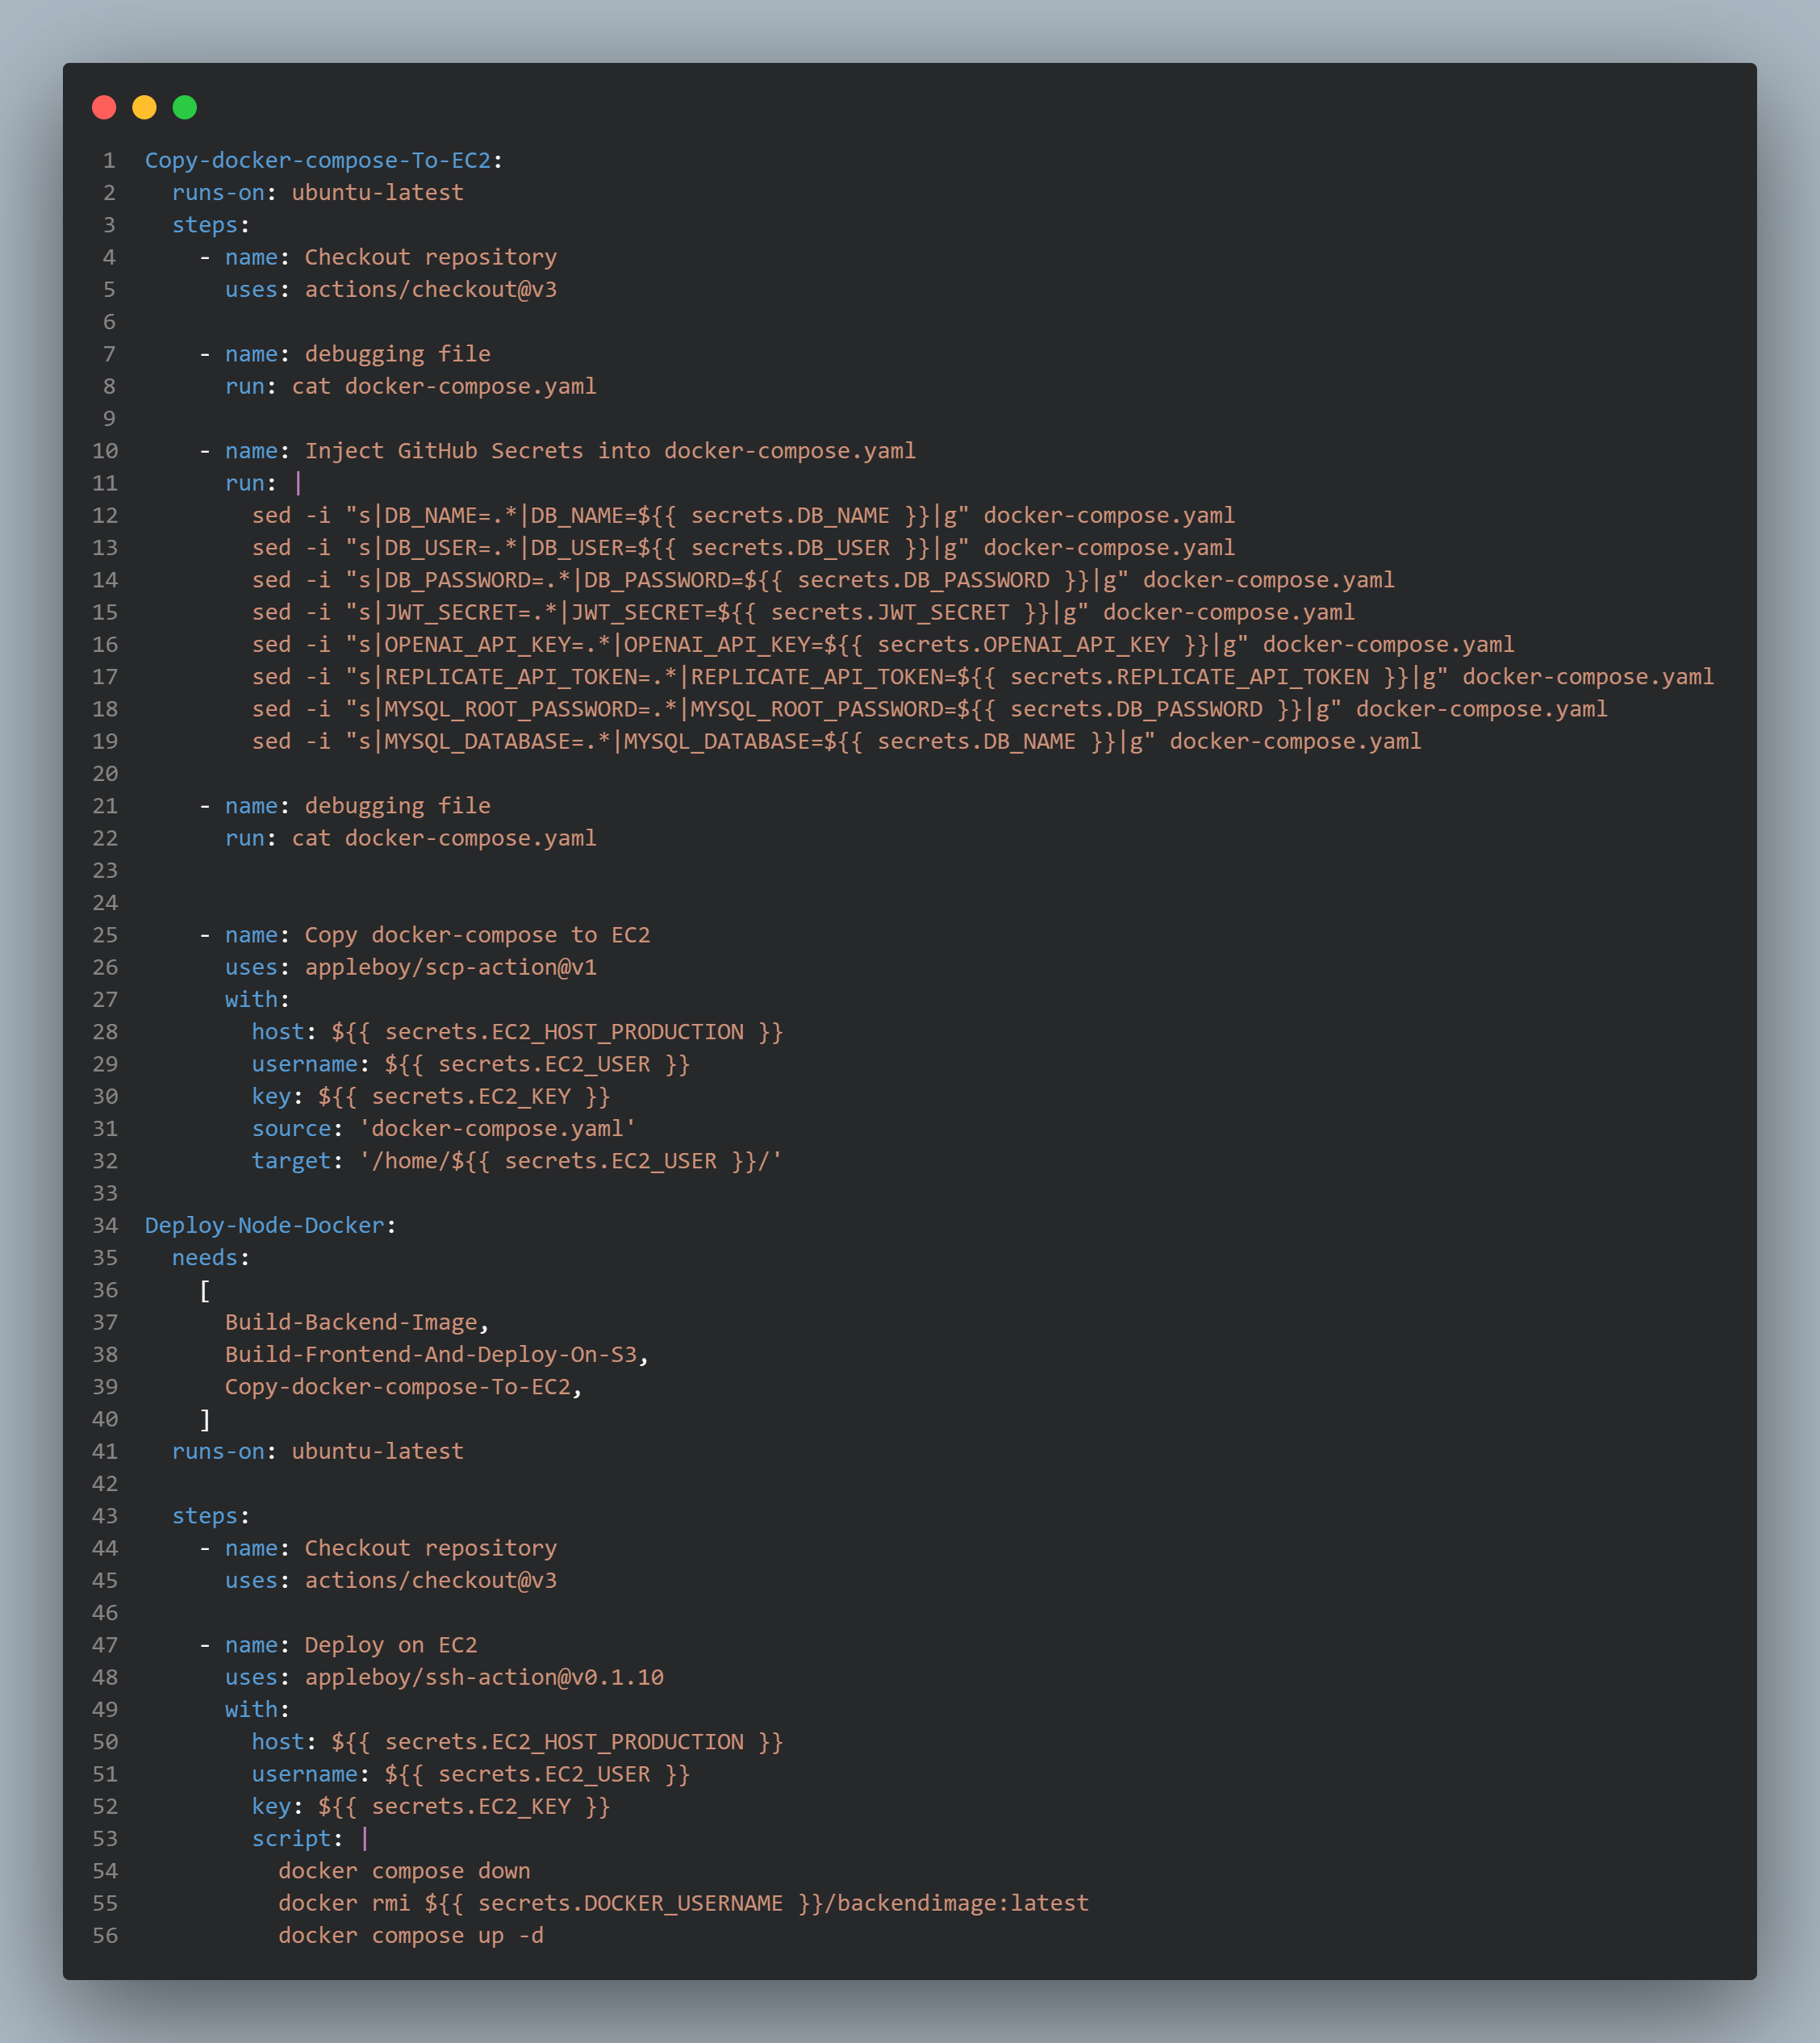 1 Copy-docker-compose-To-EC2:
2   runs-on: ubuntu-latest
3   steps:
4     - name: Checkout repository
5       uses: actions/checkout@v3
6
7     - name: debugging file
8       run: cat docker-compose.yaml
9
10     - name: Inject GitHub Secrets into docker-compose.yaml
11       run: |
12         sed -i "s|DB_NAME=.*|DB_NAME=${{ secrets.DB_NAME }}|g" docker-compose.yaml
13         sed -i "s|DB_USER=.*|DB_USER=${{ secrets.DB_USER }}|g" docker-compose.yaml
14         sed -i "s|DB_PASSWORD=.*|DB_PASSWORD=${{ secrets.DB_PASSWORD }}|g" docker-compose.yaml
15         sed -i "s|JWT_SECRET=.*|JWT_SECRET=${{ secrets.JWT_SECRET }}|g" docker-compose.yaml
16         sed -i "s|OPENAI_API_KEY=.*|OPENAI_API_KEY=${{ secrets.OPENAI_API_KEY }}|g" docker-compose.yaml
17         sed -i "s|REPLICATE_API_TOKEN=.*|REPLICATE_API_TOKEN=${{ secrets.REPLICATE_API_TOKEN }}|g" docker-compose.yaml
18         sed -i "s|MYSQL_ROOT_PASSWORD=.*|MYSQL_ROOT_PASSWORD=${{ secrets.DB_PASSWORD }}|g" docker-compose.yaml
19         sed -i "s|MYSQL_DATABASE=.*|MYSQL_DATABASE=${{ secrets.DB_NAME }}|g" docker-compose.yaml
20
21     - name: debugging file
22       run: cat docker-compose.yaml
23
24
25     - name: Copy docker-compose to EC2
26       uses: appleboy/scp-action@v1
27       with:
28         host: ${{ secrets.EC2_HOST_PRODUCTION }}
29         username: ${{ secrets.EC2_USER }}
30         key: ${{ secrets.EC2_KEY }}
31         source: 'docker-compose.yaml'
32         target: '/home/${{ secrets.EC2_USER }}/'
33
34 Deploy-Node-Docker:
35   needs:
36     [
37       Build-Backend-Image,
38       Build-Frontend-And-Deploy-On-S3,
39       Copy-docker-compose-To-EC2,
40     ]
41   runs-on: ubuntu-latest
42
43   steps:
44     - name: Checkout repository
45       uses: actions/checkout@v3
46
47     - name: Deploy on EC2
48       uses: appleboy/ssh-action@v0.1.10
49       with:
50         host: ${{ secrets.EC2_HOST_PRODUCTION }}
51         username: ${{ secrets.EC2_USER }}
52         key: ${{ secrets.EC2_KEY }}
53         script: |
54           docker compose down
55           docker rmi ${{ secrets.DOCKER_USERNAME }}/backendimage:latest
56           docker compose up -d